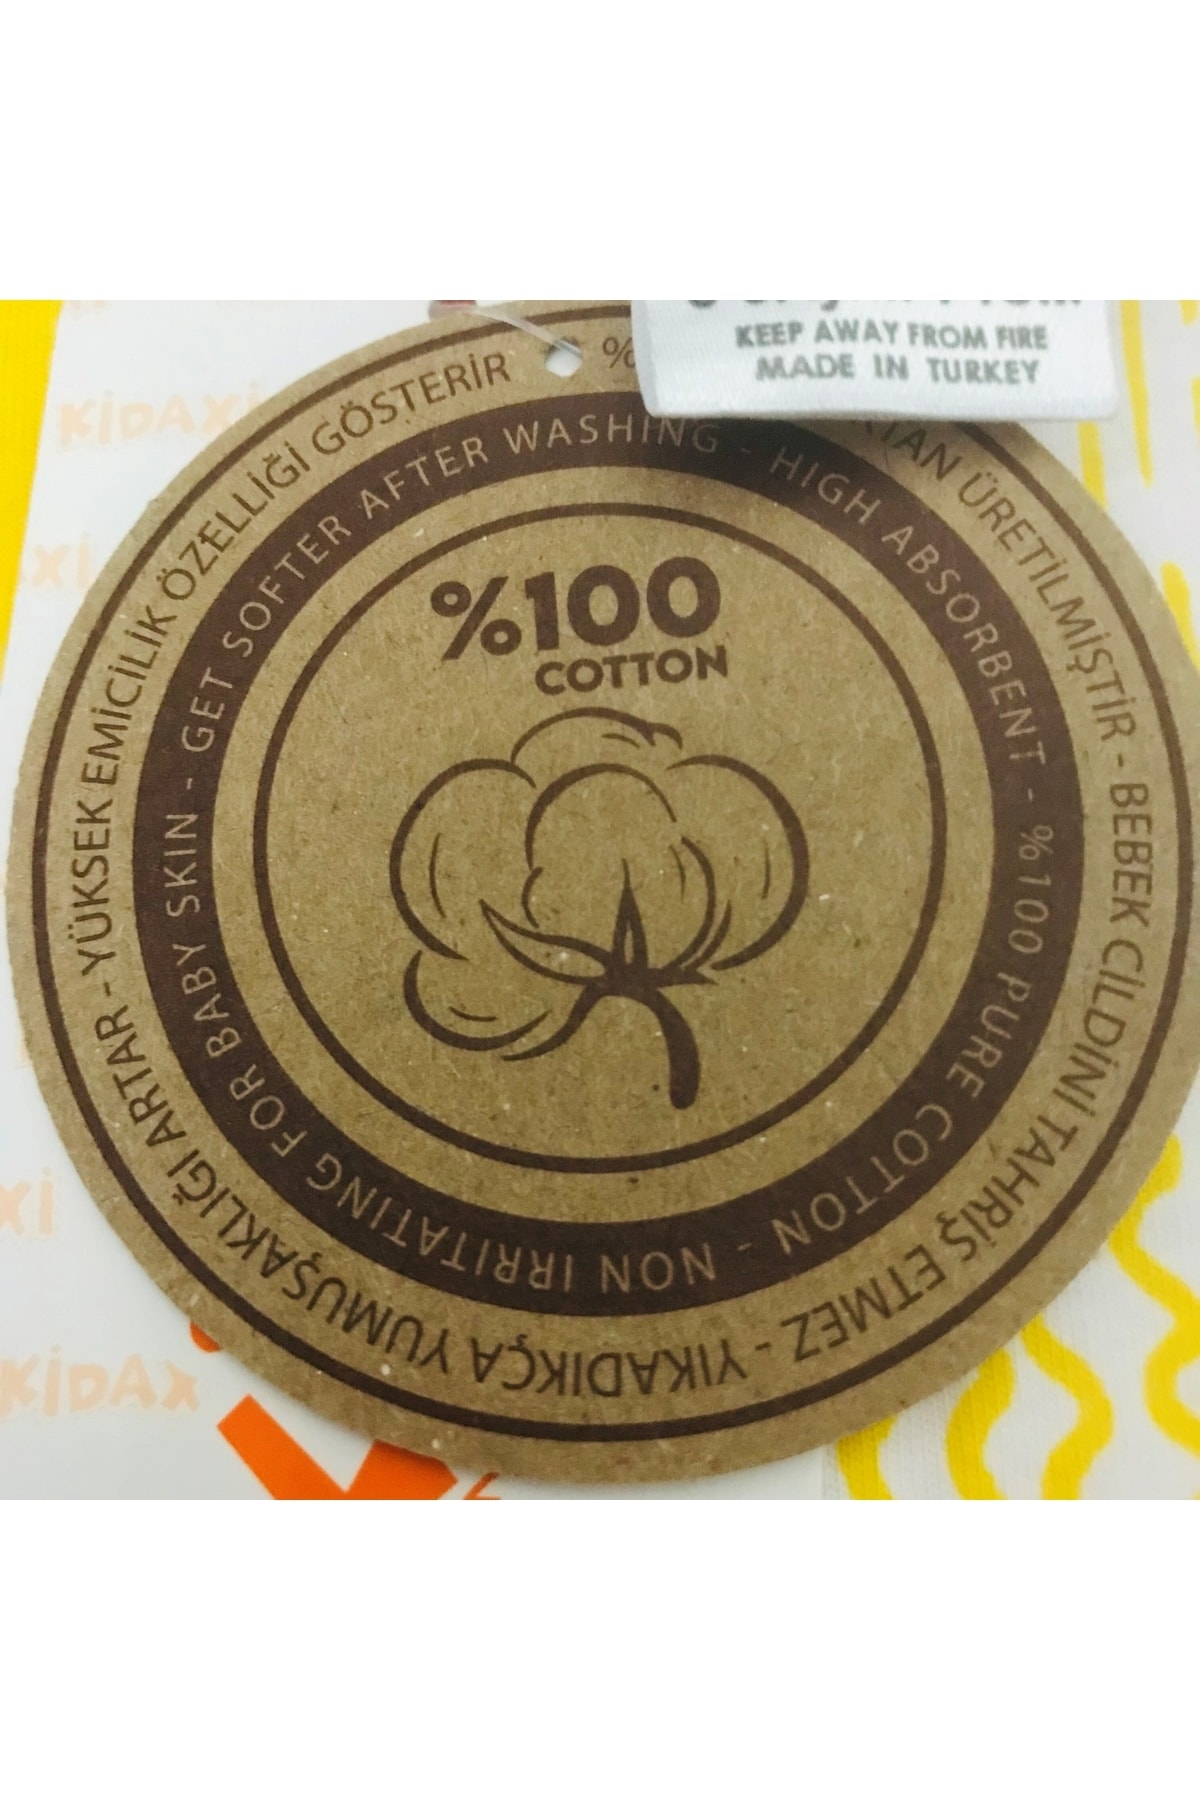 KEEP AWAY FROM FIRE
MADE IN TURKEY
ÜRETİLMİŞTİR - BEBEK CİLDİNİ TAHRİŞ ETMEZ - YIKADIKÇA YUMUŞAKLIĞI ARTAR - YÜKSEK EMİCİLİK ÖZELLİĞİ GÖSTERİR
HIGH ABSORBENT - %100 PURE COTTON - NON IRRITATING FOR BABY SKIN - GET SOFTER AFTER WASHING -
%100
COTTON
KİDAXİ
KİDAX